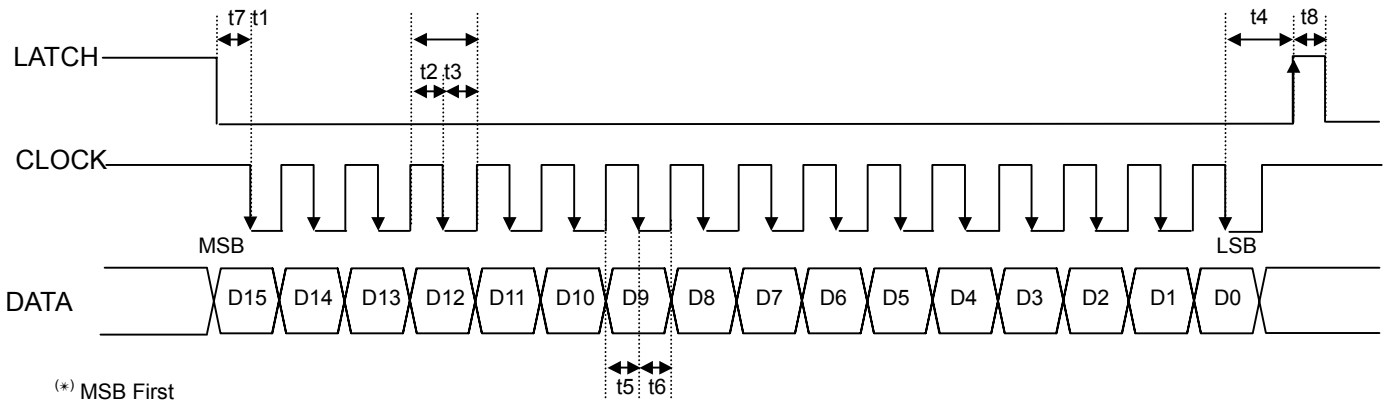 t7 t1 t4 t8
LATCH
t2 t3
CLOCK
MSB LSB
DATA D15 D14 D13 D12 D11 D10 D9 D8 D7 D6 D5 D4 D3 D2 D1 D0
t5 t6
(*) MSB First